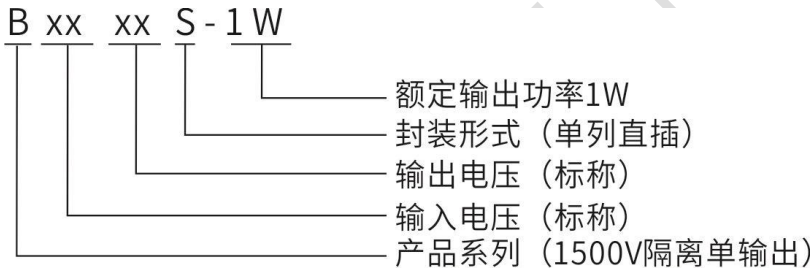 B xx xx S - 1 W
额定输出功率1W
封装形式（单列直插）
输出电压（标称）
输入电压（标称）
产品系列（1500V隔离单输出）